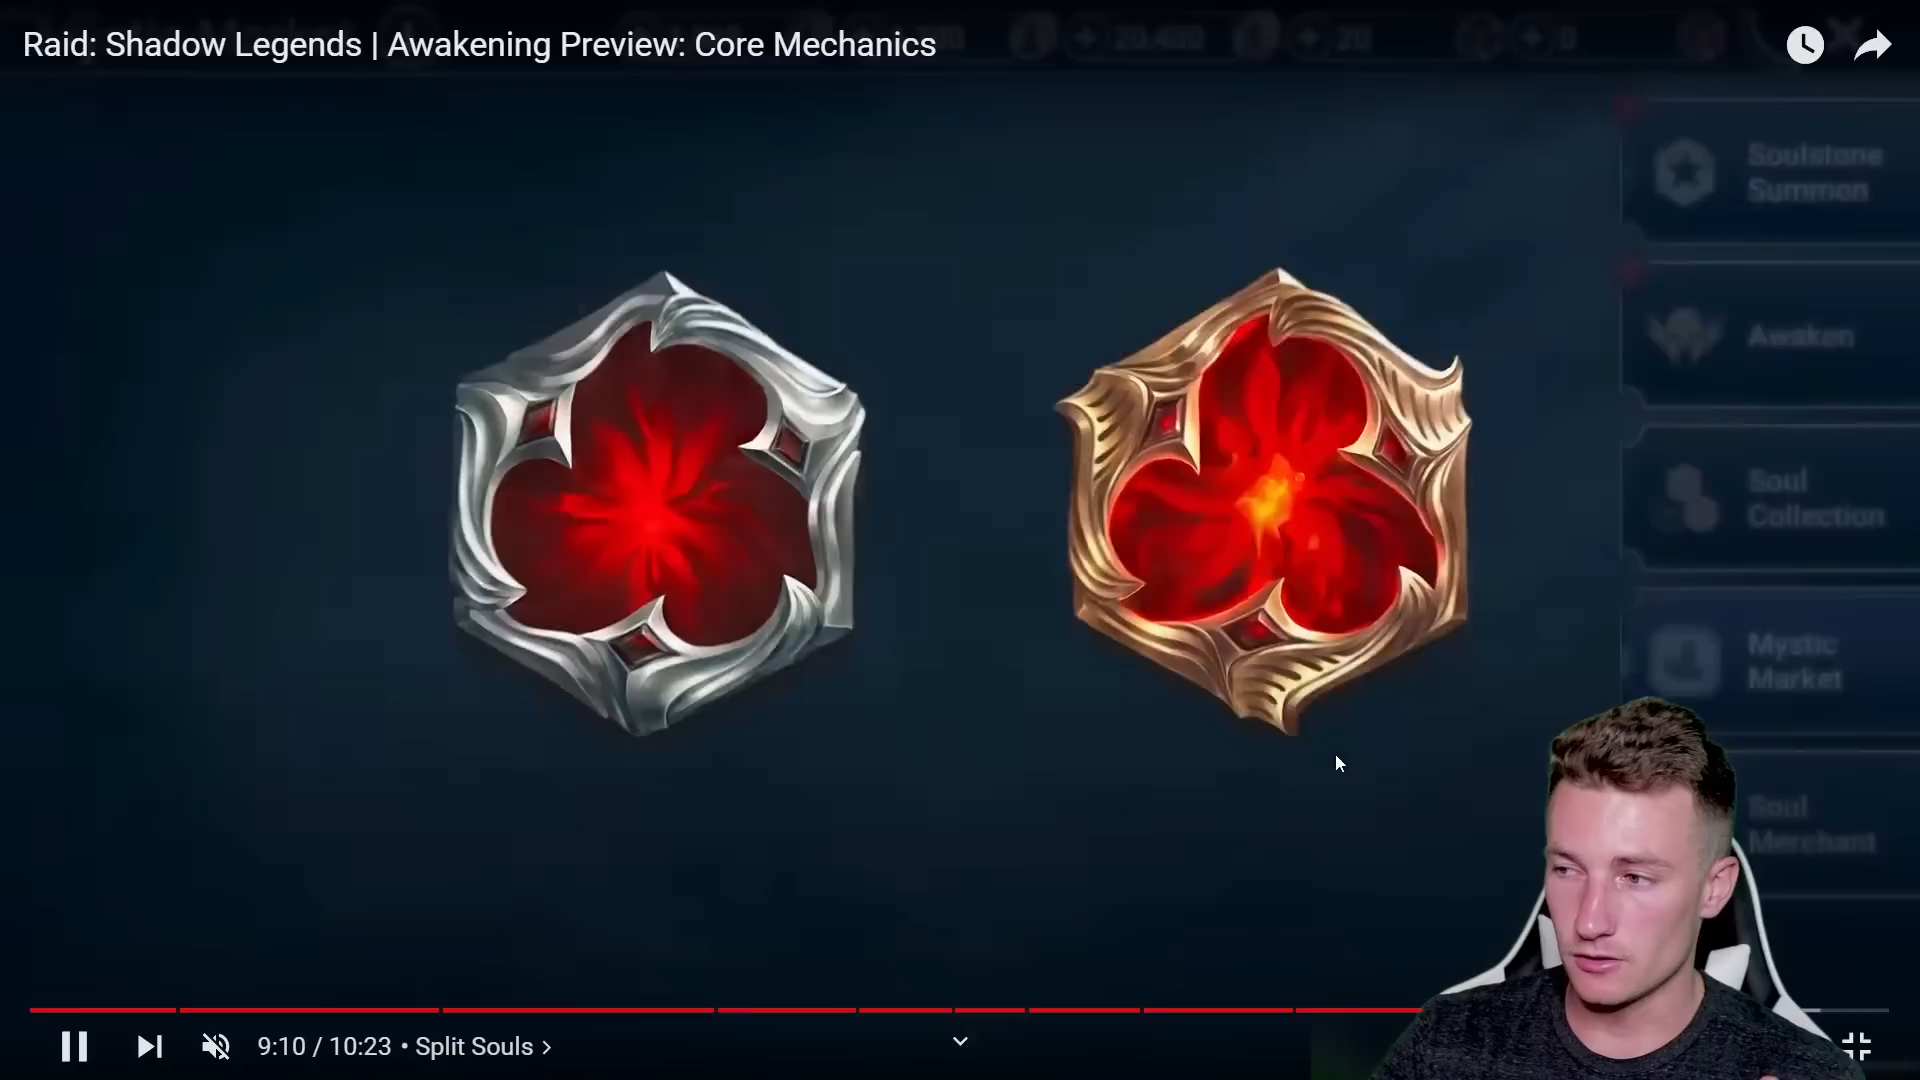 Raid: Shadow Legends | Awakening Preview: Core Mechanics
Soulstone
Summon
Awaken
Soul
Collection
Mystic
Market
Soul
Merchant
9:10 / 10:23 • Split Souls >